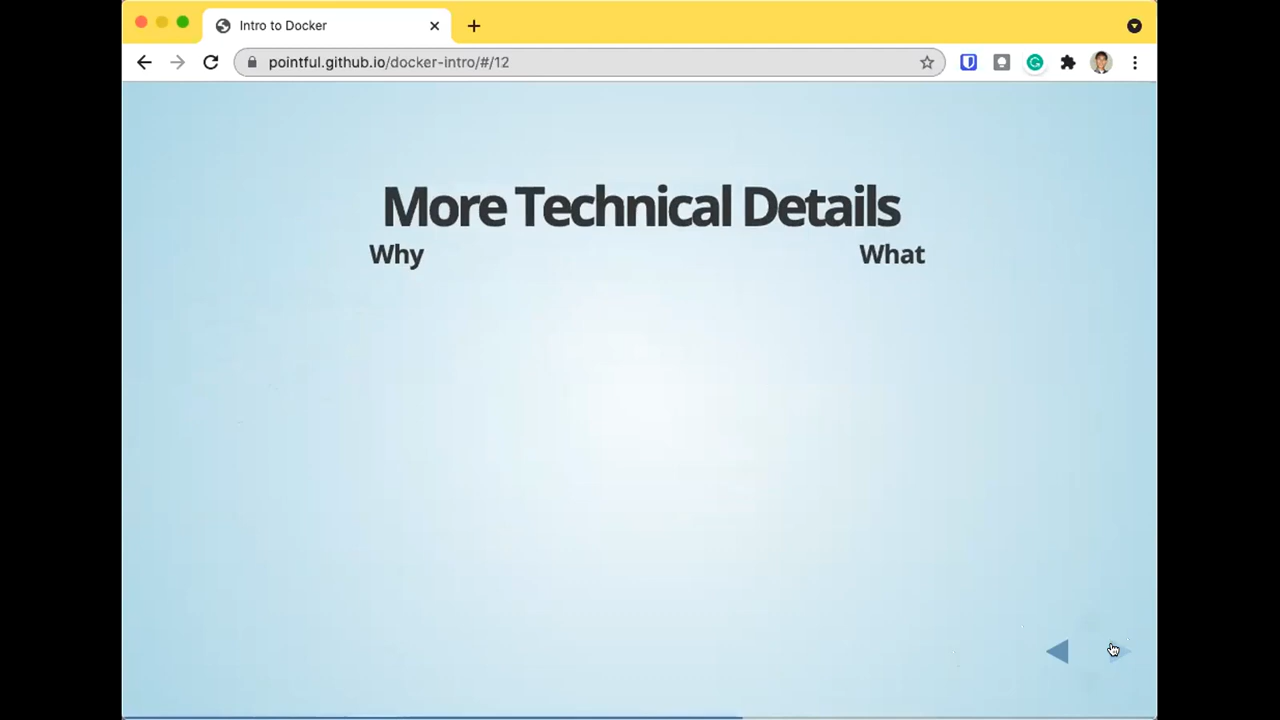 Intro to Docker
pointful.github.io/docker-intro/#/12
More Technical Details
Why What